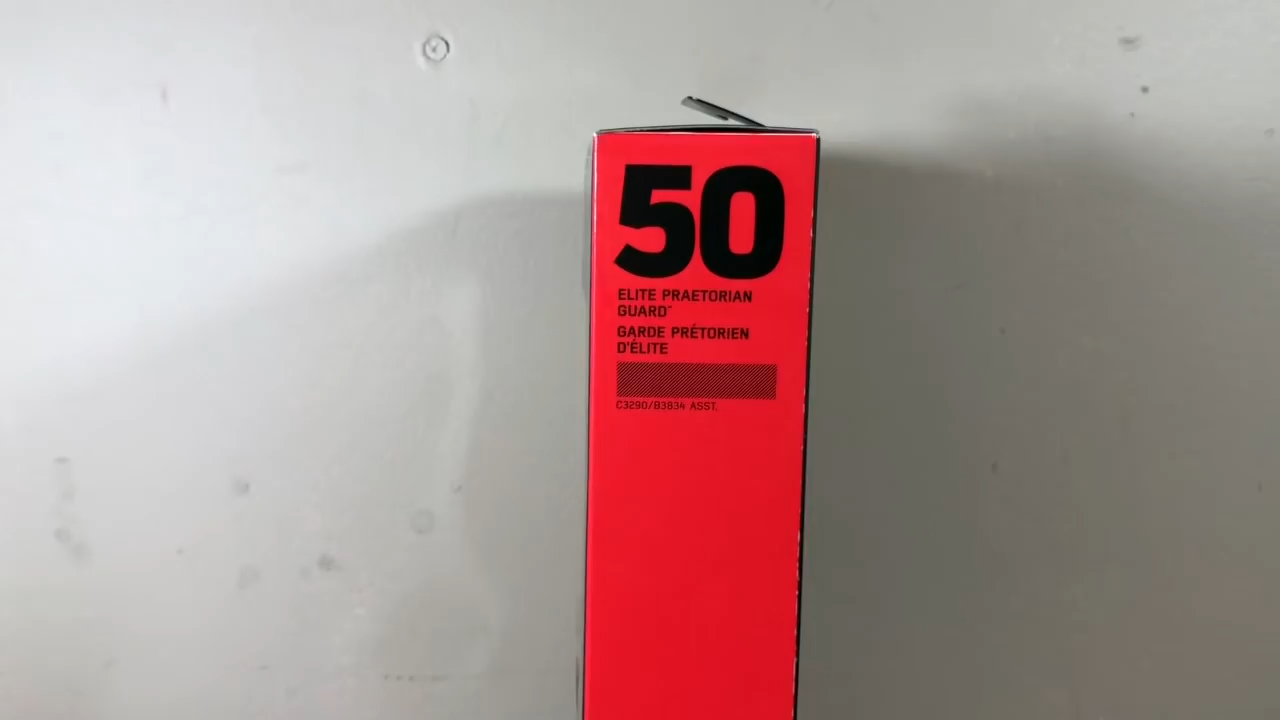 50
ELITE PRAETORIAN
GUARD™
GARDE PRÉTORIEN
D'ÉLITE
C3290/B3834 ASST.